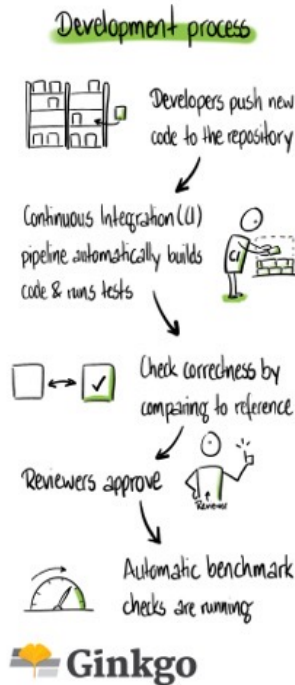 Development process
Developers push new
code to the repository
Continuous Integration (CI)
pipeline automatically builds
code & runs tests
CI
Check correctness by
comparing to reference
Reviewers approve
Reviewer
Automatic benchmark
checks are running
Ginkgo